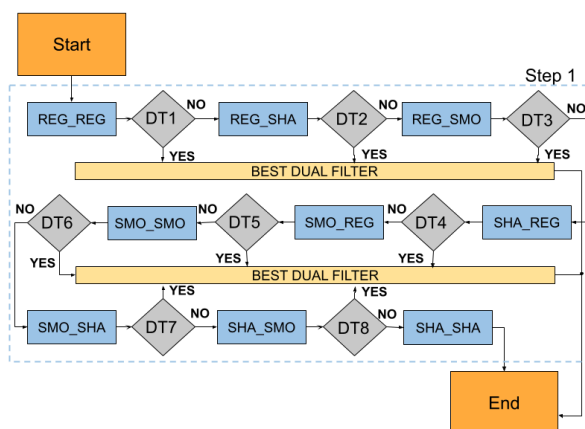 Start
Step 1
REG_REG
DT1
NO
REG_SHA
DT2
NO
REG_SMO
DT3
NO
YES
YES
YES
BEST DUAL FILTER
DT6
NO
SMO_SMO
NO
DT5
SMO_REG
NO
DT4
SHA_REG
YES
YES
YES
BEST DUAL FILTER
YES
YES
SMO_SHA
DT7
NO
SHA_SMO
DT8
NO
SHA_SHA
End